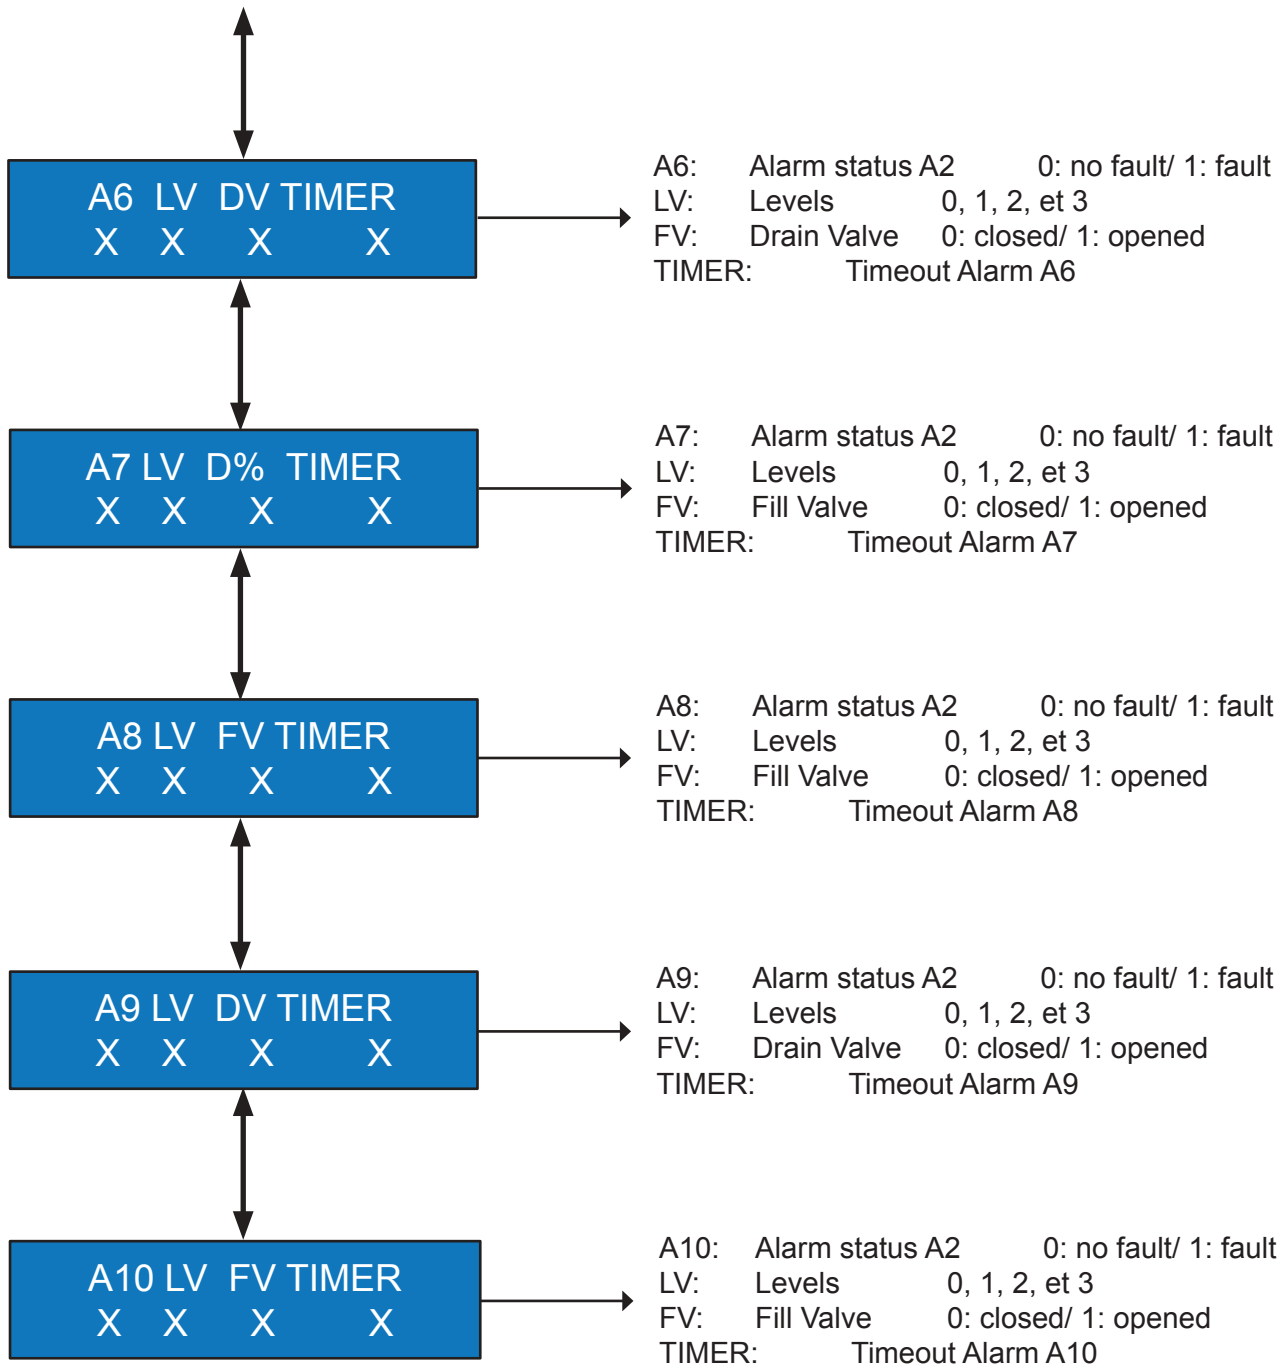 A6 LV DV TIMER
X X X X
A6: Alarm status A2 0: no fault/ 1: fault
LV: Levels 0, 1, 2, et 3
FV: Drain Valve 0: closed/ 1: opened
TIMER: Timeout Alarm A6
A7 LV D% TIMER
X X X X
A7: Alarm status A2 0: no fault/ 1: fault
LV: Levels 0, 1, 2, et 3
FV: Fill Valve 0: closed/ 1: opened
TIMER: Timeout Alarm A7
A8 LV FV TIMER
X X X X
A8: Alarm status A2 0: no fault/ 1: fault
LV: Levels 0, 1, 2, et 3
FV: Fill Valve 0: closed/ 1: opened
TIMER: Timeout Alarm A8
A9 LV DV TIMER
X X X X
A9: Alarm status A2 0: no fault/ 1: fault
LV: Levels 0, 1, 2, et 3
FV: Drain Valve 0: closed/ 1: opened
TIMER: Timeout Alarm A9
A10 LV FV TIMER
X X X X
A10: Alarm status A2 0: no fault/ 1: fault
LV: Levels 0, 1, 2, et 3
FV: Fill Valve 0: closed/ 1: opened
TIMER: Timeout Alarm A10